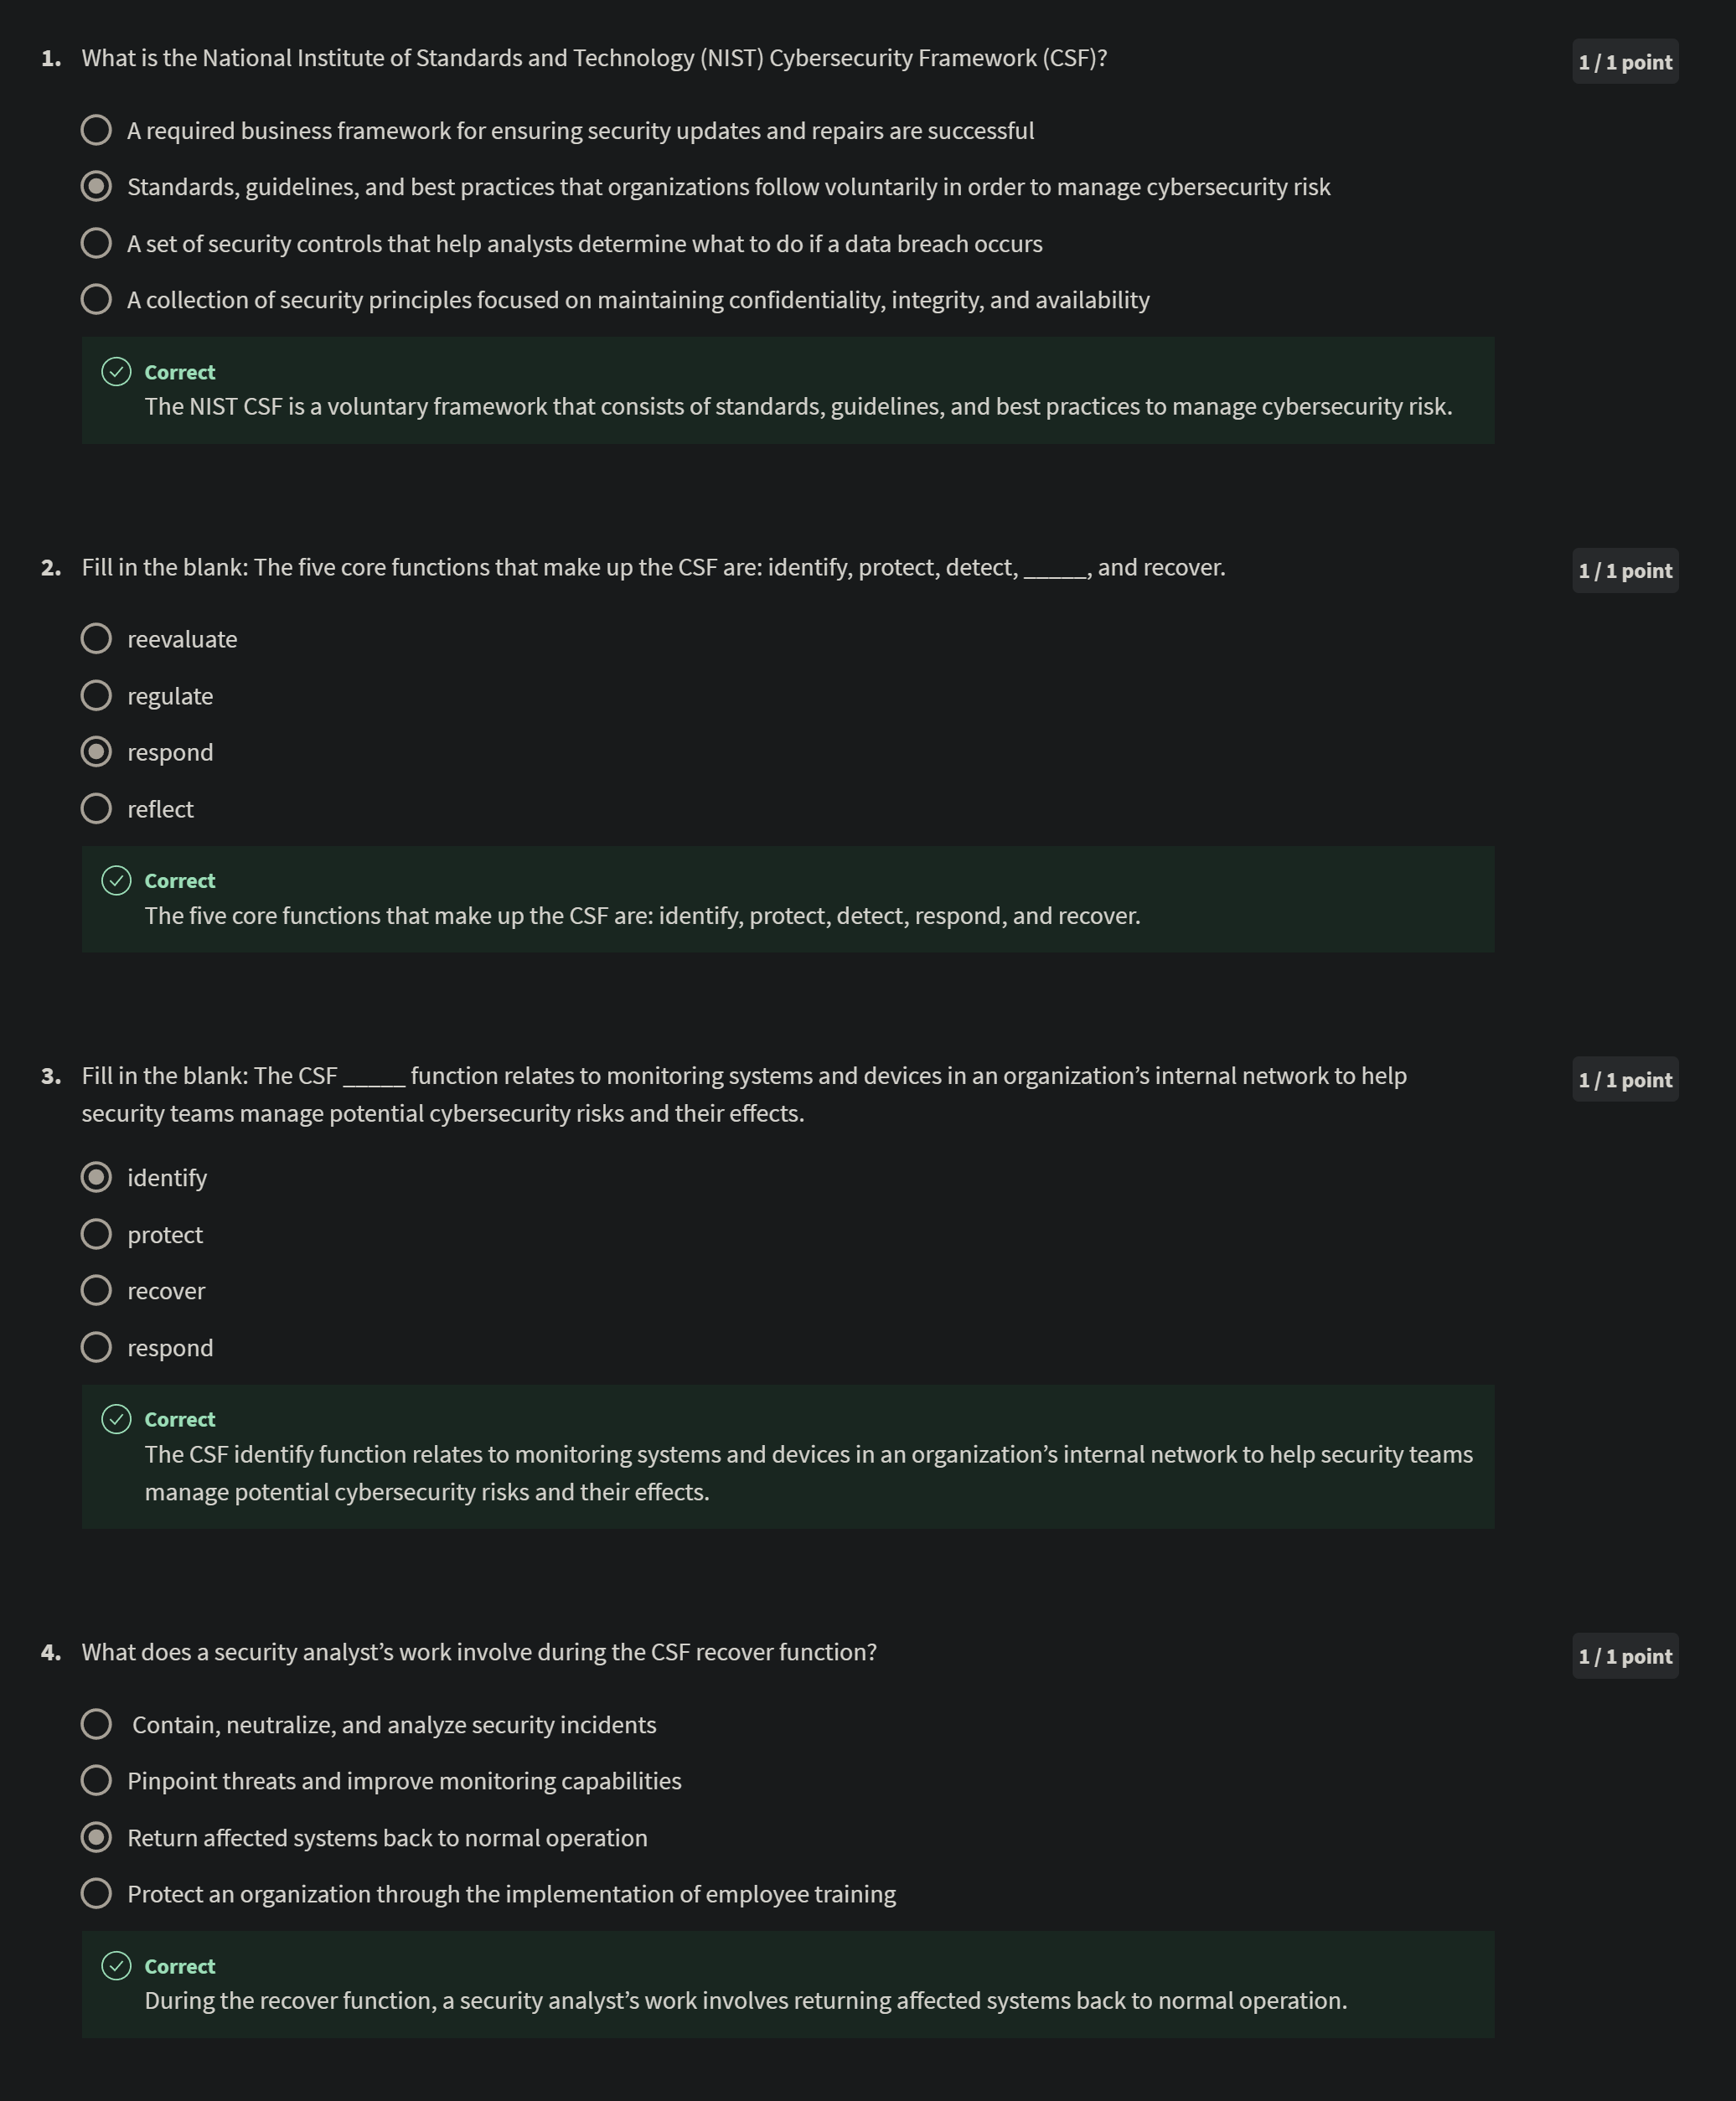 1. What is the National Institute of Standards and Technology (NIST) Cybersecurity Framework (CSF)?
1 / 1 point
A required business framework for ensuring security updates and repairs are successful
Standards, guidelines, and best practices that organizations follow voluntarily in order to manage cybersecurity risk
A set of security controls that help analysts determine what to do if a data breach occurs
A collection of security principles focused on maintaining confidentiality, integrity, and availability
Correct
The NIST CSF is a voluntary framework that consists of standards, guidelines, and best practices to manage cybersecurity risk.
2. Fill in the blank: The five core functions that make up the CSF are: identify, protect, detect, _____, and recover.
1 / 1 point
reevaluate
regulate
respond
reflect
Correct
The five core functions that make up the CSF are: identify, protect, detect, respond, and recover.
3. Fill in the blank: The CSF _____ function relates to monitoring systems and devices in an organization’s internal network to help
security teams manage potential cybersecurity risks and their effects.
1 / 1 point
identify
protect
recover
respond
Correct
The CSF identify function relates to monitoring systems and devices in an organization’s internal network to help security teams
manage potential cybersecurity risks and their effects.
4. What does a security analyst’s work involve during the CSF recover function?
1 / 1 point
Contain, neutralize, and analyze security incidents
Pinpoint threats and improve monitoring capabilities
Return affected systems back to normal operation
Protect an organization through the implementation of employee training
Correct
During the recover function, a security analyst’s work involves returning affected systems back to normal operation.